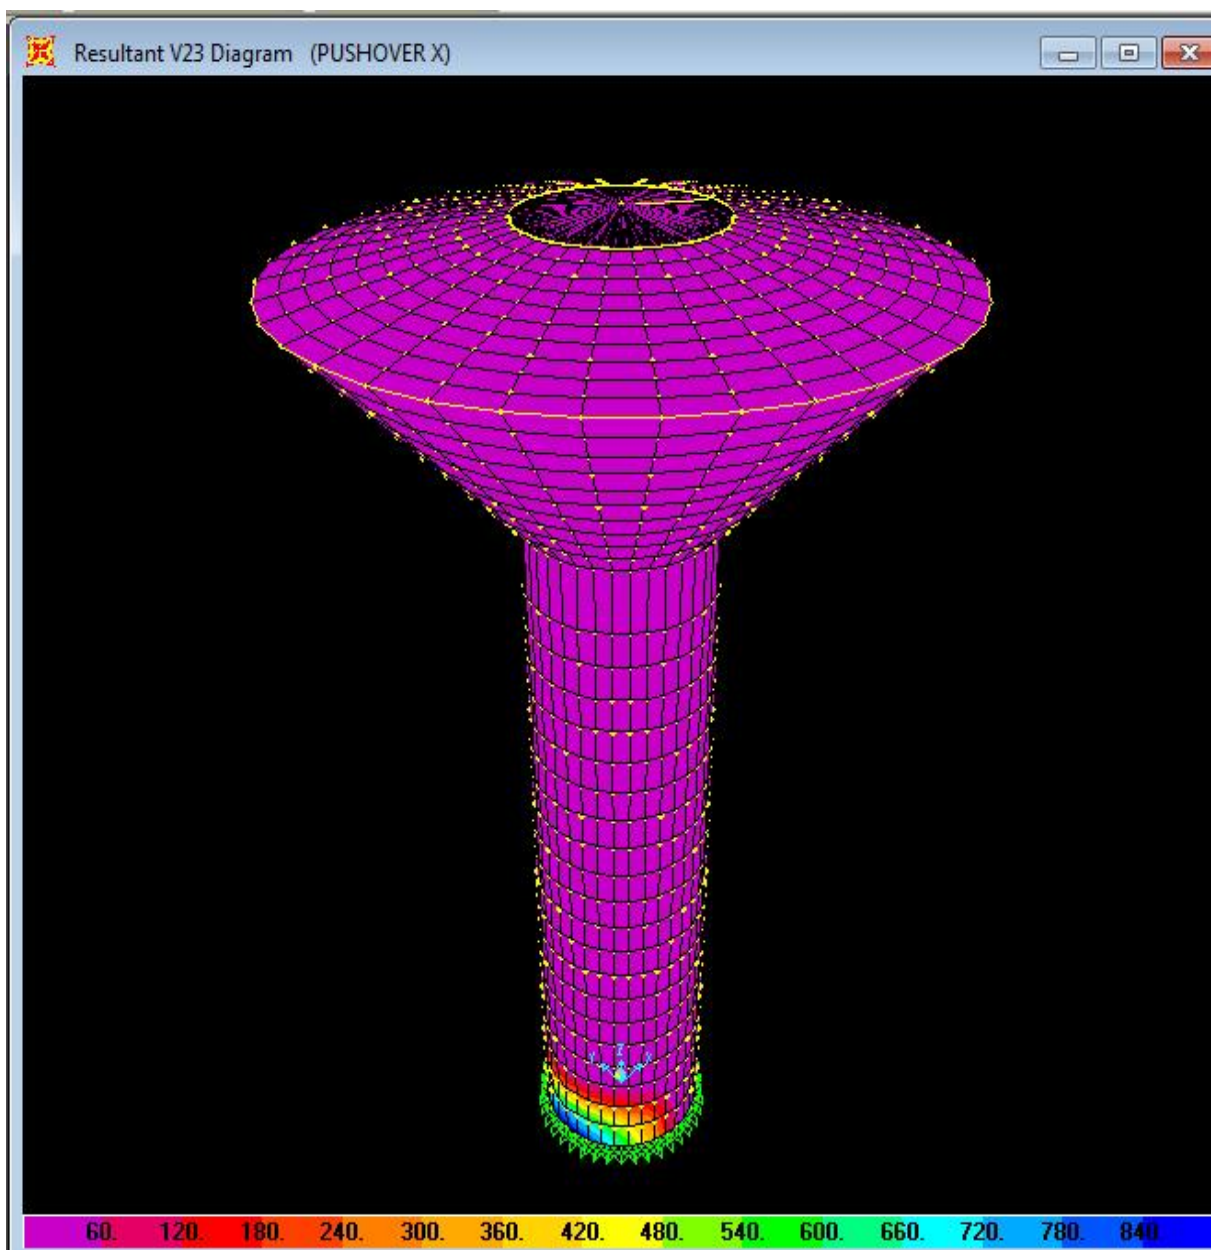 Resultant V23 Diagram (PUSHOVER X)
Z
Y X
60. 120. 180. 240. 300. 360. 420. 480. 540. 600. 660. 720. 780. 840.